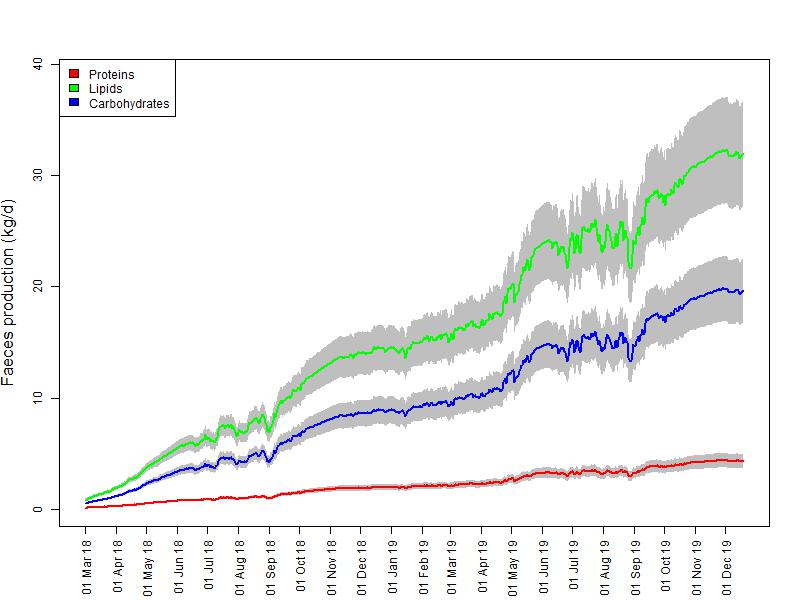 Proteins
Lipids
Carbohydrates
Faeces production (kg/d)
40
30
20
10
0
01 Mar 18
01 Apr 18
01 May 18
01 Jun 18
01 Jul 18
01 Aug 18
01 Sep 18
01 Oct 18
01 Nov 18
01 Dec 18
01 Jan 19
01 Feb 19
01 Mar 19
01 Apr 19
01 May 19
01 Jun 19
01 Jul 19
01 Aug 19
01 Sep 19
01 Oct 19
01 Nov 19
01 Dec 19